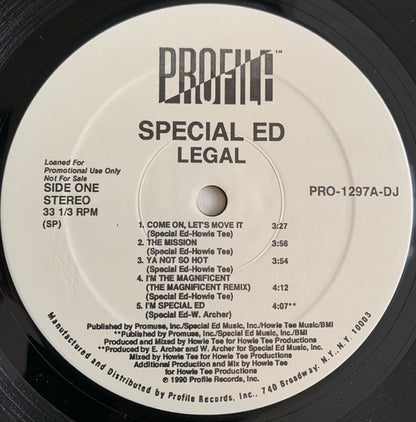 PROFILE™
SPECIAL ED
LEGAL
Loaned For
Promotional Use Only
Not For Sale
SIDE ONE
STEREO
33 1/3 RPM
(SP)
PRO-1297A-DJ
1. COME ON, LET'S MOVE IT 3:27
(Special Ed-Howie Tee)
2. THE MISSION 3:56
(Special Ed-Howie Tee)
3. YA NOT SO HOT 3:54
(Special Ed-Howie Tee)
4. I'M THE MAGNIFICENT
(THE MAGNIFICENT REMIX) 4:12
(Special Ed-Howie Tee)
5. I'M SPECIAL ED 4:07**
(Special Ed-W. Archer)
Published by Promuse, Inc./Special Ed Music, Inc./Howie Tee Music/BMI
**Published by Promuse, Inc./Special Ed Music, Inc./BMI
Produced and Mixed by Howie Tee for Howie Tee Productions
**Produced by E. Archer and W. Archer for Special Ed Music, Inc.
Mixed by Howie Tee for Howie Tee Productions
Additional Production and Mix by Howie Tee
for Howie Tee Productions
℗ 1990 Profile Records, Inc.
Manufactured and Distributed by Profile Records, Inc., 740 Broadway, N.Y., N.Y. 10003